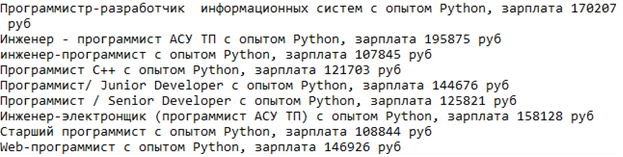 Программистр-разработчик  информационных систем с опытом Python, зарплата 170207
руб
Инженер - программист АСУ ТП с опытом Python, зарплата 195875 руб
инженер-программист с опытом Python, зарплата 107845 руб
Программист C++ с опытом Python, зарплата 121703 руб
Программист/ Junior Developer с опытом Python, зарплата 144676 руб
Программист / Senior Developer с опытом Python, зарплата 125821 руб
Инженер-электронщик (программист АСУ ТП) с опытом Python, зарплата 158128 руб
Старший программист с опытом Python, зарплата 108844 руб
Web-программист с опытом Python, зарплата 146926 руб